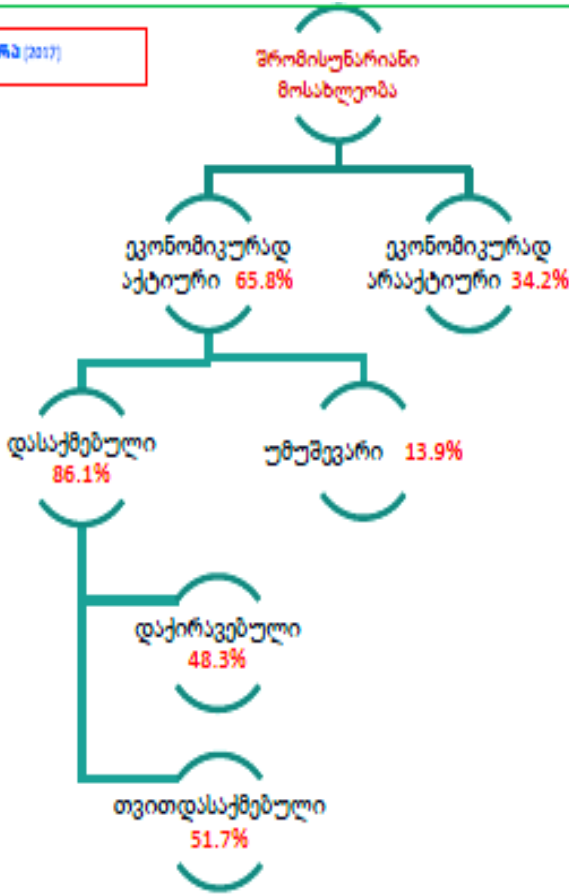 (2017)
შრომისუნარიანი
მოსახლეობა
ეკონომიკურად
აქტიური 65.8%
ეკონომიკურად
არააქტიური 34.2%
დასაქმებული
86.1%
უმუშევარი 13.9%
დაქირავებული
48.3%
თვითდასაქმებული
51.7%